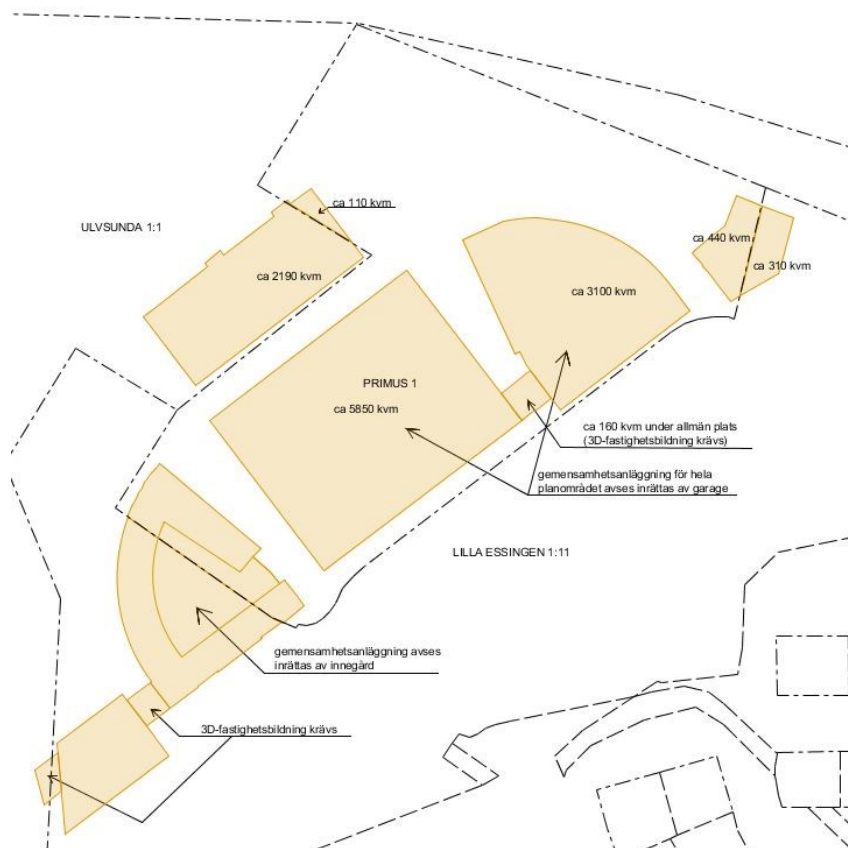 ca 110 kvm
ULVSUNDA 1:1
ca 440 kvm
ca 310 kvm
ca 2190 kvm
ca 3100 kvm
PRIMUS 1
ca 5850 kvm
ca 160 kvm under allmän plats
(3D-fastighetsbildning krävs)
gemensamhetsanläggning för hela
planområdet avses inrättas av garage
LILLA ESSINGEN 1:11
gemensamhetsanläggning avses
inrättas av innegård
3D-fastighetsbildning krävs